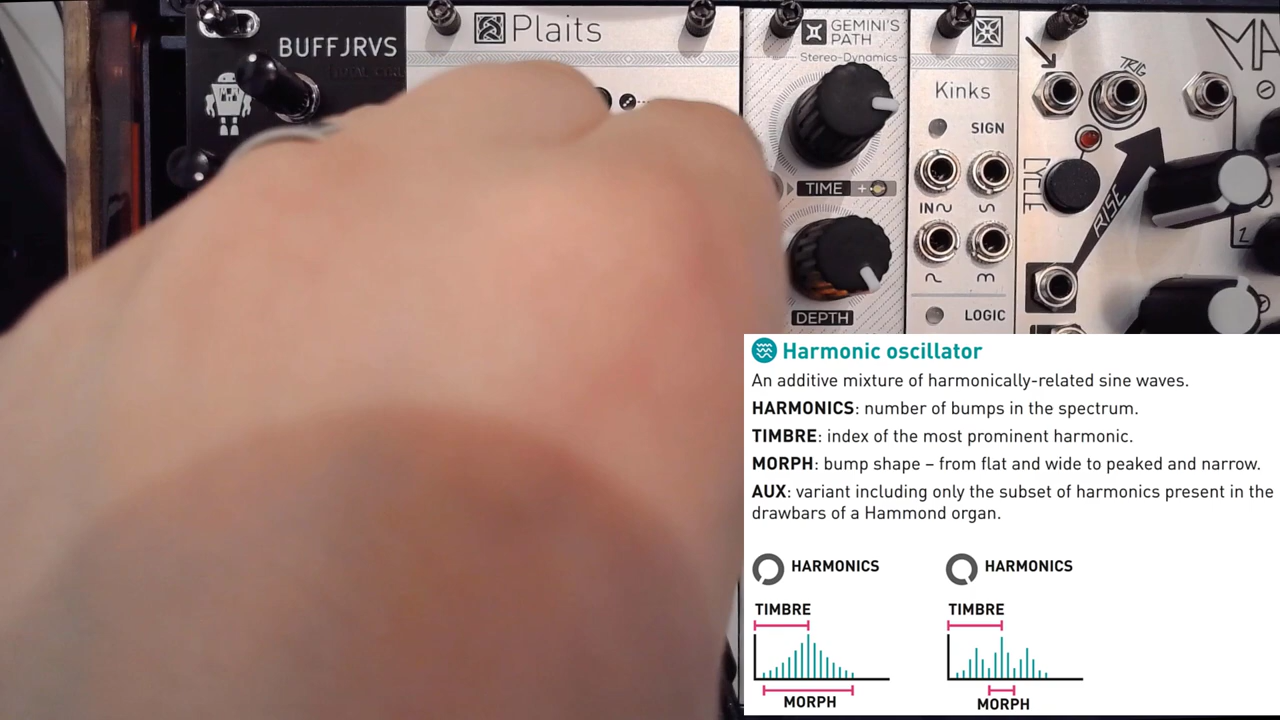 BUFFJRVS
Plaits
GEMINI'S
PATH
Stereo-Dynamics
Kinks
SIGN
IN
LOGIC
TIME +
DEPTH
TRIG
CYCLE
RISE
MA
1
Harmonic oscillator
An additive mixture of harmonically-related sine waves.
HARMONICS: number of bumps in the spectrum.
TIMBRE: index of the most prominent harmonic.
MORPH: bump shape – from flat and wide to peaked and narrow.
AUX: variant including only the subset of harmonics present in the
drawbars of a Hammond organ.
HARMONICS
TIMBRE
MORPH
HARMONICS
TIMBRE
MORPH